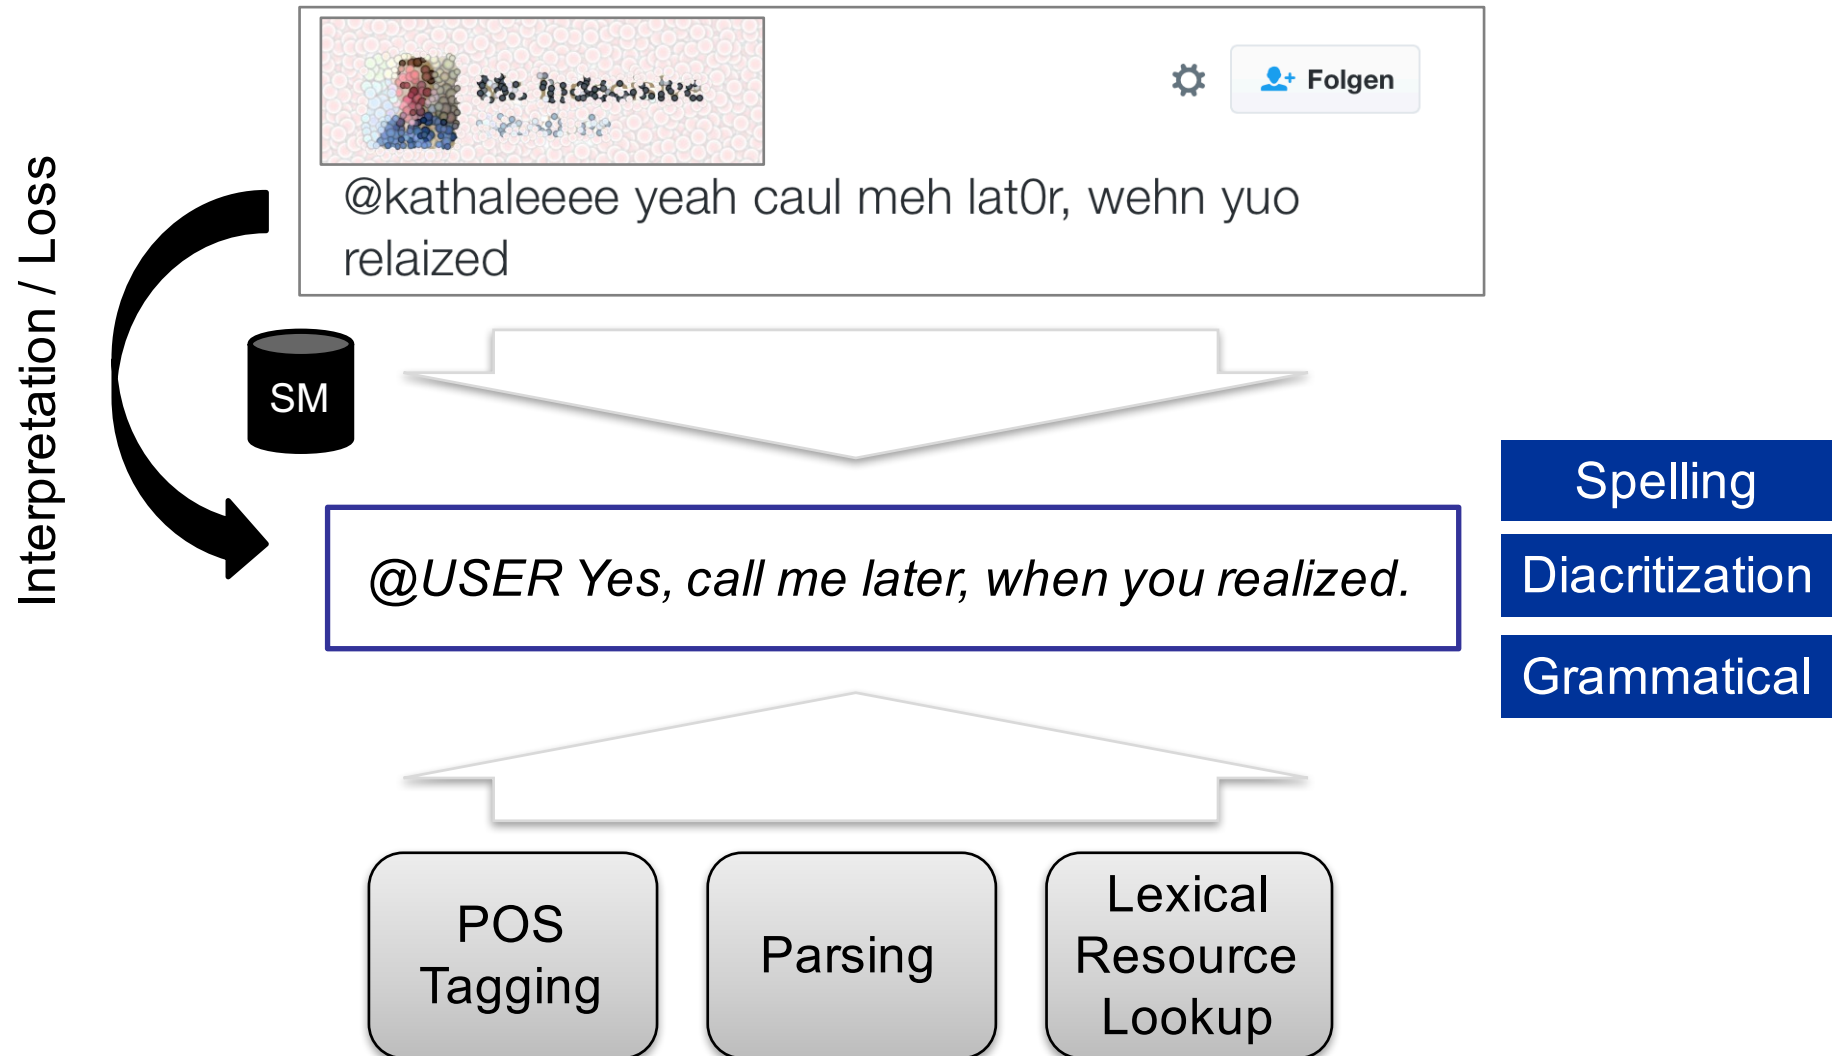 Folgen
@kathaleeee yeah caul meh lat0r, wehn yuo
relaized
Interpretation / Loss
SM
@USER Yes, call me later, when you realized.
Spelling
Diacritization
Grammatical
POS
Tagging
Parsing
Lexical
Resource
Lookup